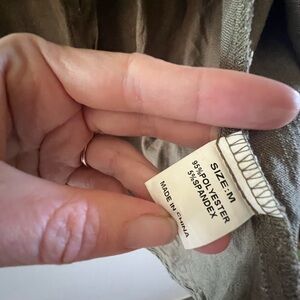 SIZE:M
95%POLYESTER
5%SPANDEX
MADE IN CHINA